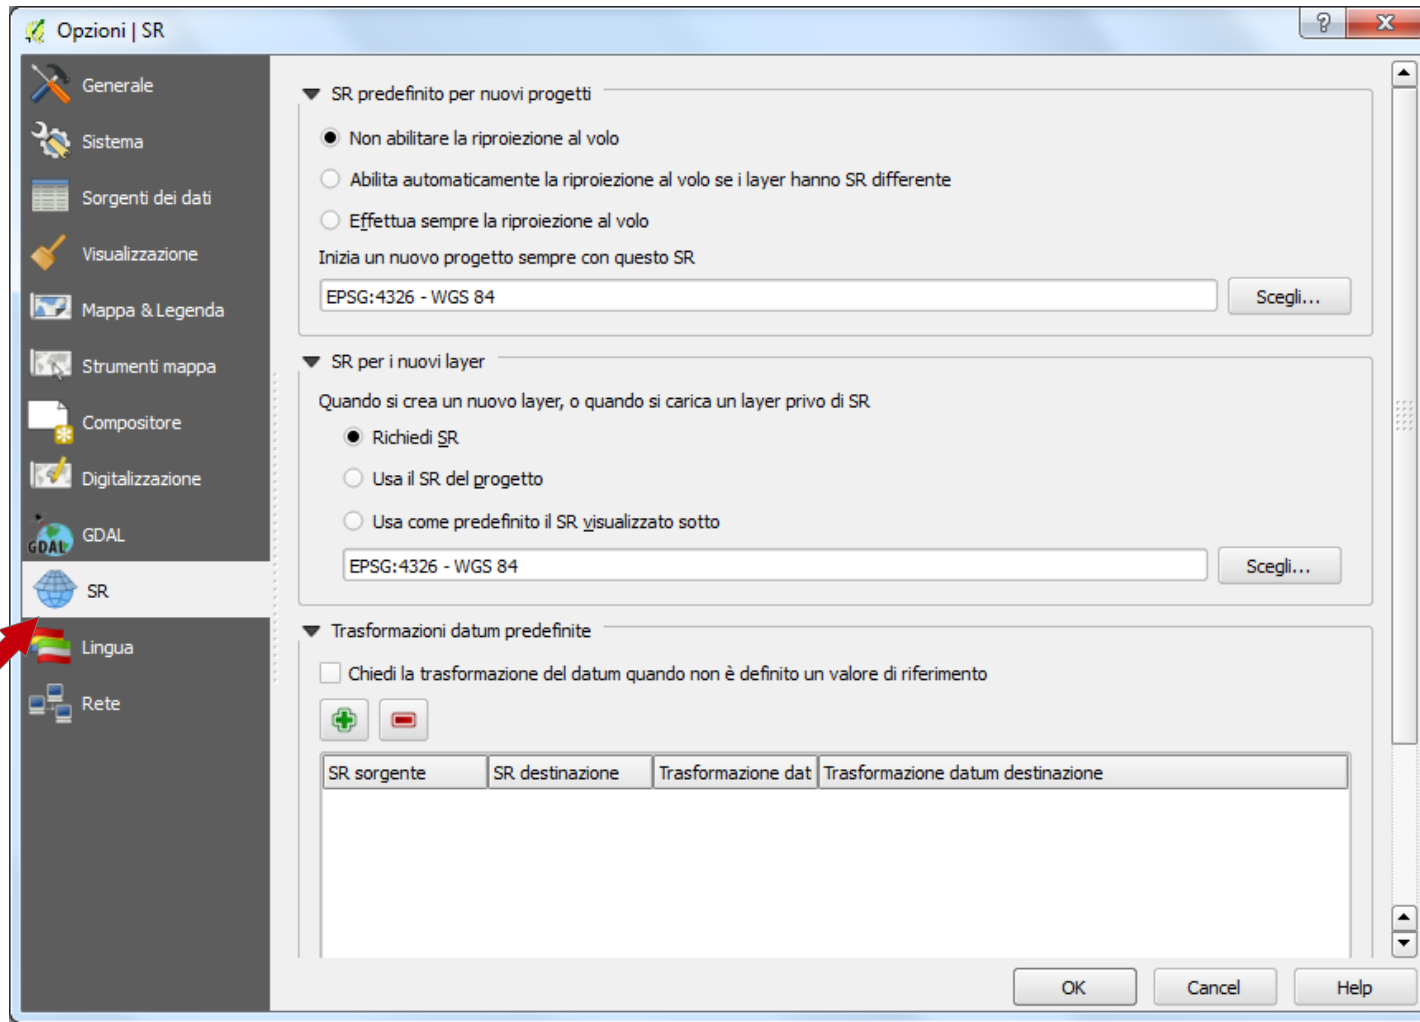 Opzioni | SR
Generale
Sistema
Sorgenti dei dati
Visualizzazione
Mappa & Legenda
Strumenti mappa
Compositore
Digitalizzazione
GDAL
GDAL
SR
Lingua
Rete
SR predefinito per nuovi progetti
Non abilitare la riproiezione al volo
Abilita automaticamente la riproiezione al volo se i layer hanno SR differente
Effettua sempre la riproiezione al volo
Inizia un nuovo progetto sempre con questo SR
EPSG:4326 - WGS 84
Scegli...
SR per i nuovi layer
Quando si crea un nuovo layer, o quando si carica un layer privo di SR
Richiedi SR
Usa il SR del progetto
Usa come predefinito il SR visualizzato sotto
EPSG:4326 - WGS 84
Scegli...
Trasformazioni datum predefinite
Chiedi la trasformazione del datum quando non è definito un valore di riferimento
SR sorgente
SR destinazione
Trasformazione dat
Trasformazione datum destinazione
OK
Cancel
Help